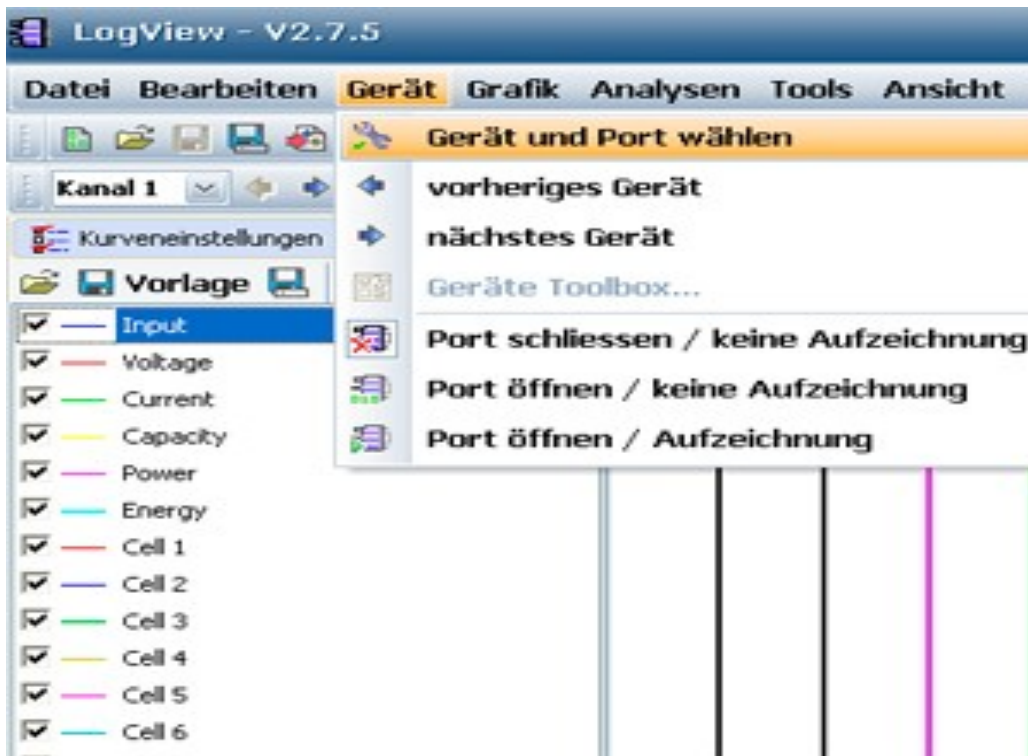 LogView - V2.7.5
Datei Bearbeiten Gerät Grafik Analysen Tools Ansicht
Gerät und Port wählen
Kanal 1
vorheriges Gerät
Kurveneinstellungen
nächstes Gerät
Vorlage
Geräte Toolbox...
Input
Port schliessen / keine Aufzeichnung
Voltage
Port öffnen / keine Aufzeichnung
Current
Port öffnen / Aufzeichnung
Capacity
Power
Energy
Cell 1
Cell 2
Cell 3
Cell 4
Cell 5
Cell 6